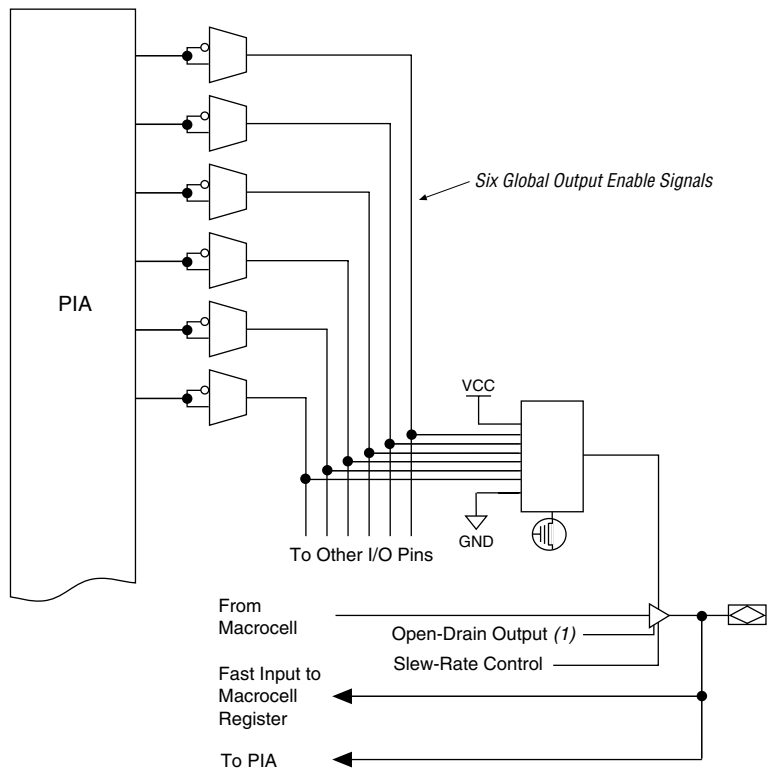 Six Global Output Enable Signals
PIA
VCC
GND
To Other I/O Pins
From
Macrocell
Open-Drain Output (1)
Slew-Rate Control
Fast Input to
Macrocell
Register
To PIA